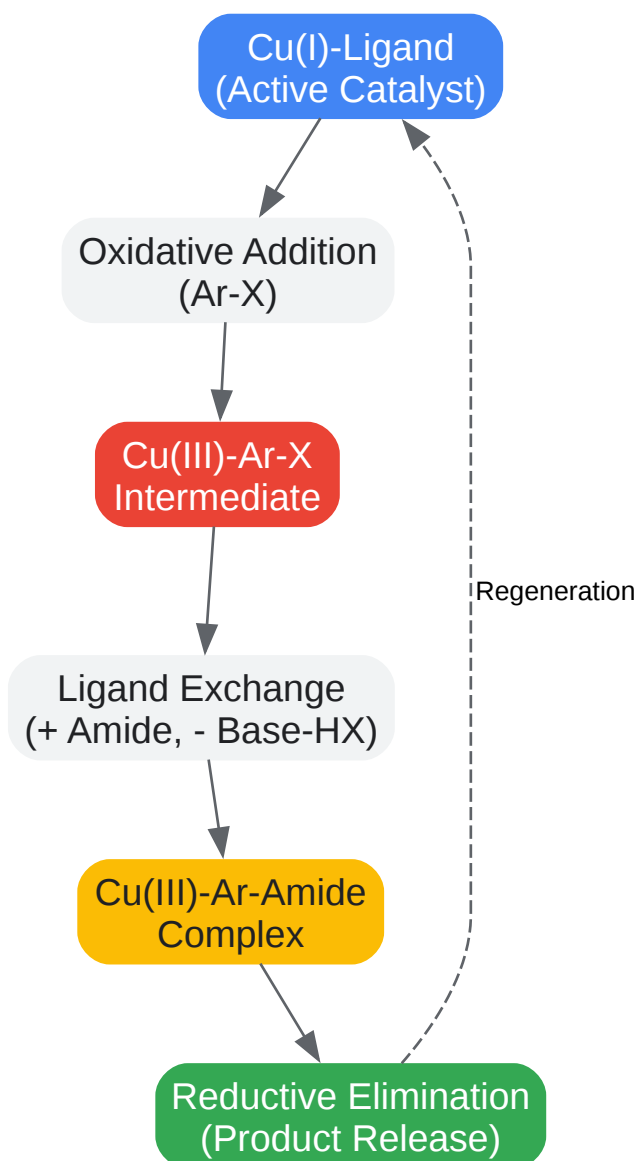 Cu(I)-Ligand
(Active Catalyst)
Oxidative Addition
(Ar-X)
Cu(III)-Ar-X
Intermediate
Regeneration
Ligand Exchange
(+ Amide, - Base-HX)
Cu(III)-Ar-Amide
Complex
Reductive Elimination
(Product Release)